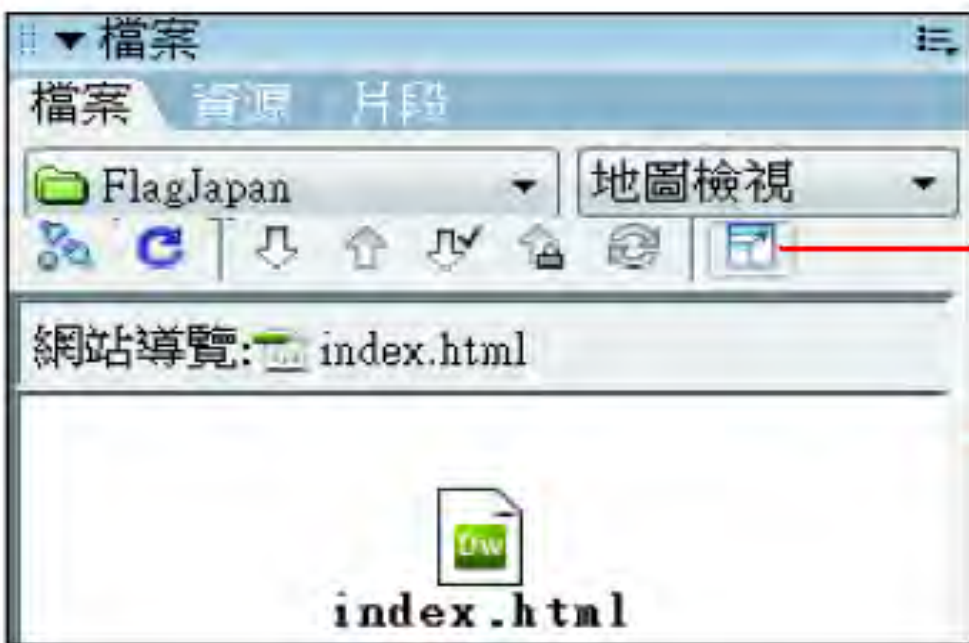 檔案
檔案 資源 片段
FlagJapan 地圖檢視
網站導覽: index.html
Dw
index.html